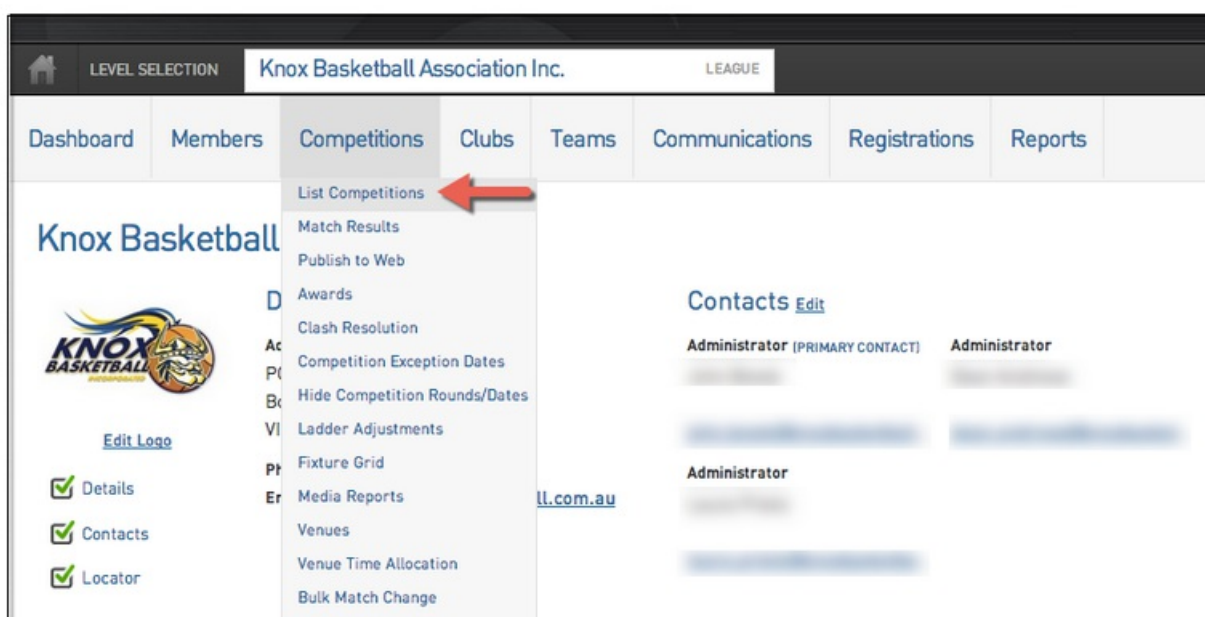 LEVEL SELECTION Knox Basketball Association Inc. LEAGUE
Dashboard Members Competitions Clubs Teams Communications Registrations Reports
List Competitions
Match Results
Publish to Web
Awards
Clash Resolution
Competition Exception Dates
Hide Competition Rounds/Dates
Ladder Adjustments
Fixture Grid
Media Reports
Venues
Venue Time Allocation
Bulk Match Change
Knox Basketball
KNOX
BASKETBALL
Edit Logo
Details
Contacts
Locator
ll.com.au
Contacts Edit
Administrator (PRIMARY CONTACT) Administrator
Administrator